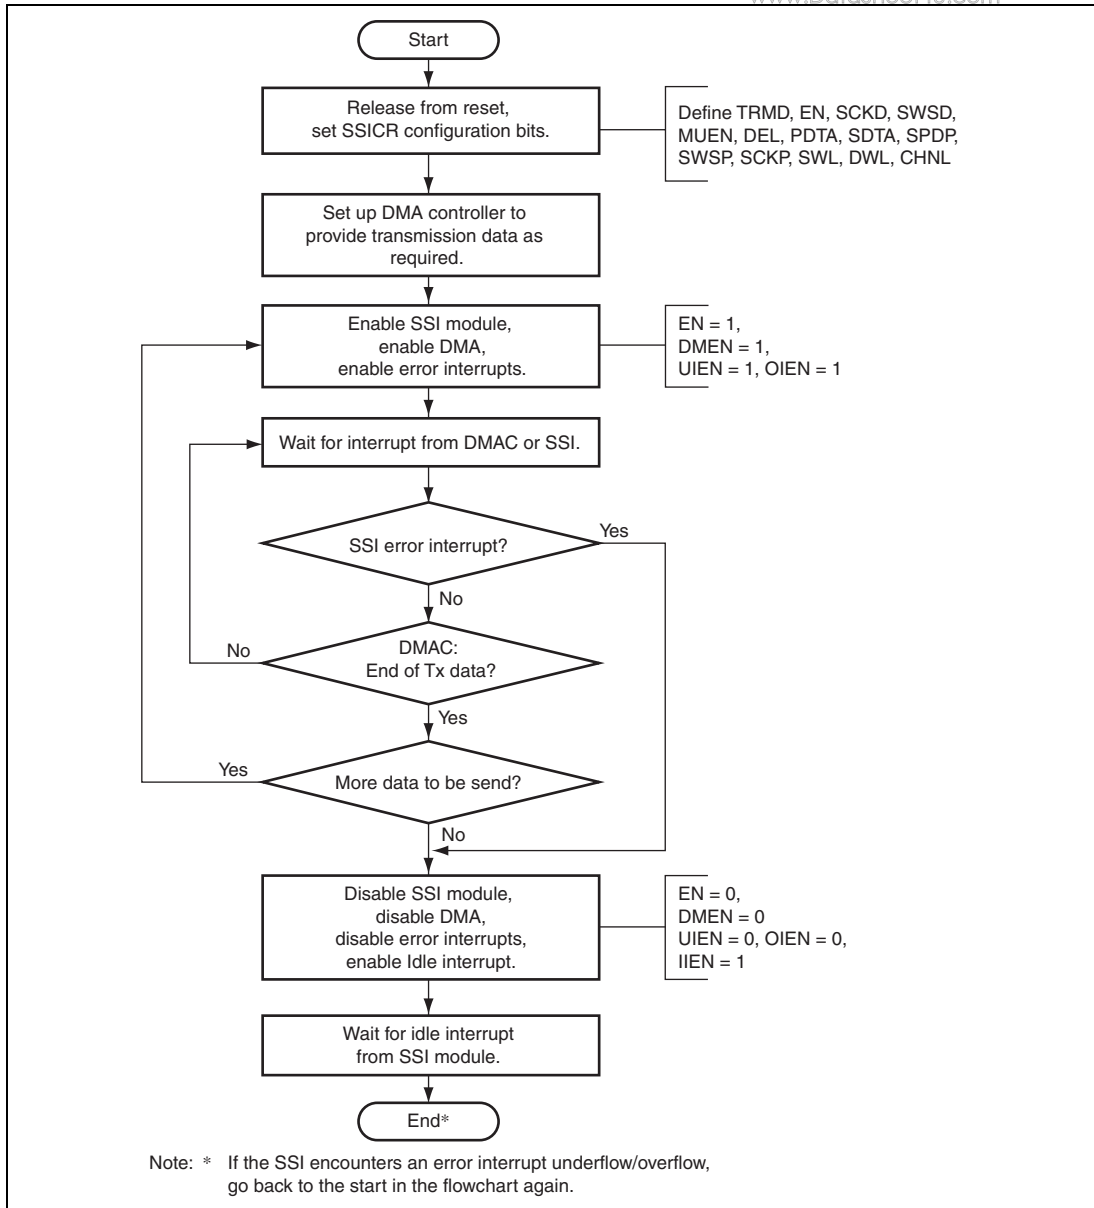 www.DataSheet4U.com
Start
Release from reset,
set SSICR configuration bits.
Define TRMD, EN, SCKD, SWSD,
MUEN, DEL, PDTA, SDTA, SPDP,
SWSP, SCKP, SWL, DWL, CHNL
Set up DMA controller to
provide transmission data as
required.
Enable SSI module,
enable DMA,
enable error interrupts.
EN = 1,
DMEN = 1,
UIEN = 1, OIEN = 1
Wait for interrupt from DMAC or SSI.
SSI error interrupt?
Yes
No
DMAC:
End of Tx data?
No
Yes
More data to be send?
Yes
No
Disable SSI module,
disable DMA,
disable error interrupts,
enable Idle interrupt.
EN = 0,
DMEN = 0
UIEN = 0, OIEN = 0,
IIEN = 1
Wait for idle interrupt
from SSI module.
End*
Note: * If the SSI encounters an error interrupt underflow/overflow,
go back to the start in the flowchart again.